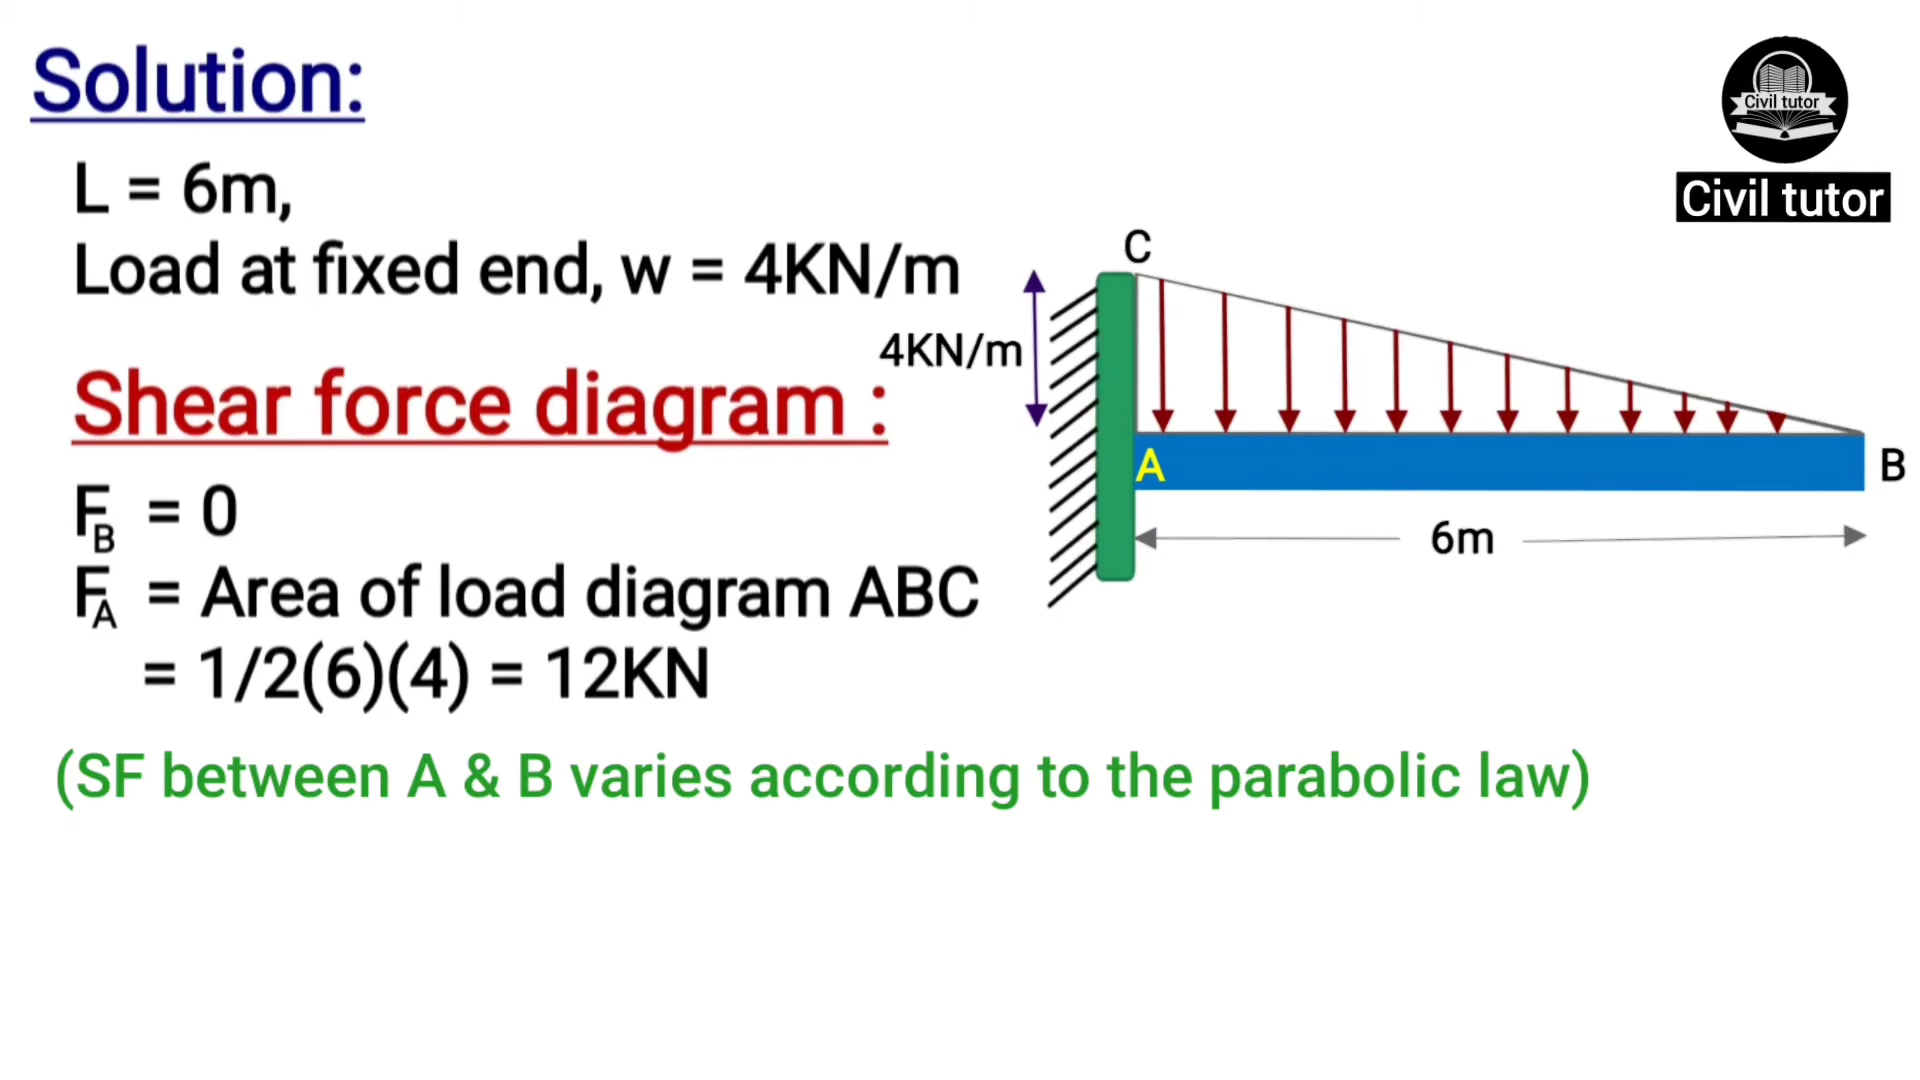 Solution:
Civil tutor
Civil tutor
L = 6m,
Load at fixed end, w = 4KN/m
C
4KN/m
Shear force diagram :
A
B
F_B = 0
6m
F_A = Area of load diagram ABC
= 1/2(6)(4) = 12KN
(SF between A & B varies according to the parabolic law)